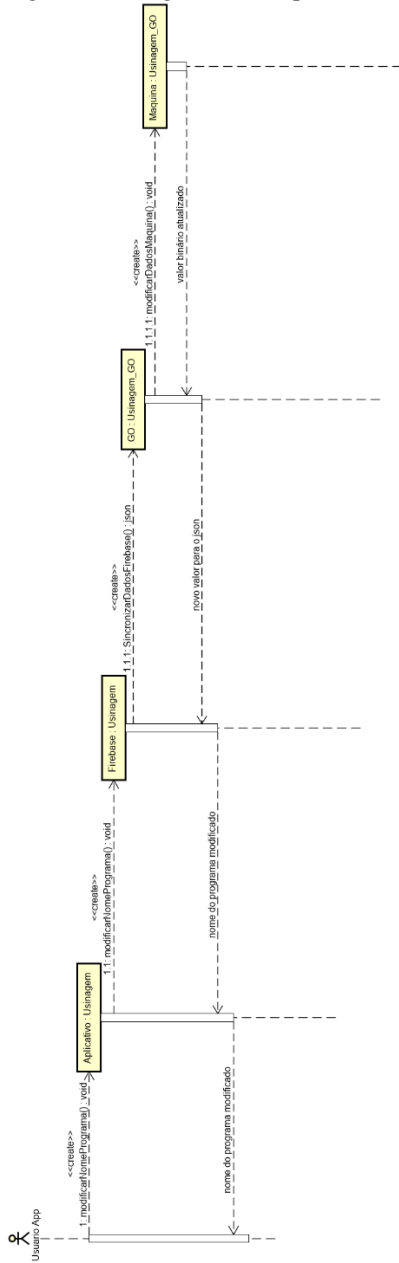 Usuario App
<<create>>
1: modificarNomePrograma() : void
Aplicativo : Usinagem
<<create>>
1.1: modificarNomePrograma() : void
Firebase : Usinagem
<<create>>
1.1.1: SincronizarDadosFirebase() : json
GO : Usinagem_GO
<<create>>
1.1.1.1: modificarDadosMaquina() : void
Maquina : Usinagem_GO
valor binário atualizado
novo valor para o json
nome do programa modificado
nome do programa modificado